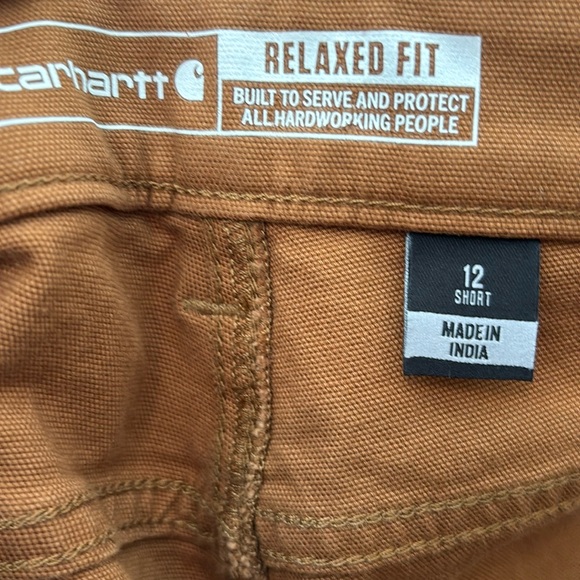 carhartt
RELAXED FIT
BUILT TO SERVE AND PROTECT
ALL HARDWORKING PEOPLE
12
SHORT
MADE IN
INDIA